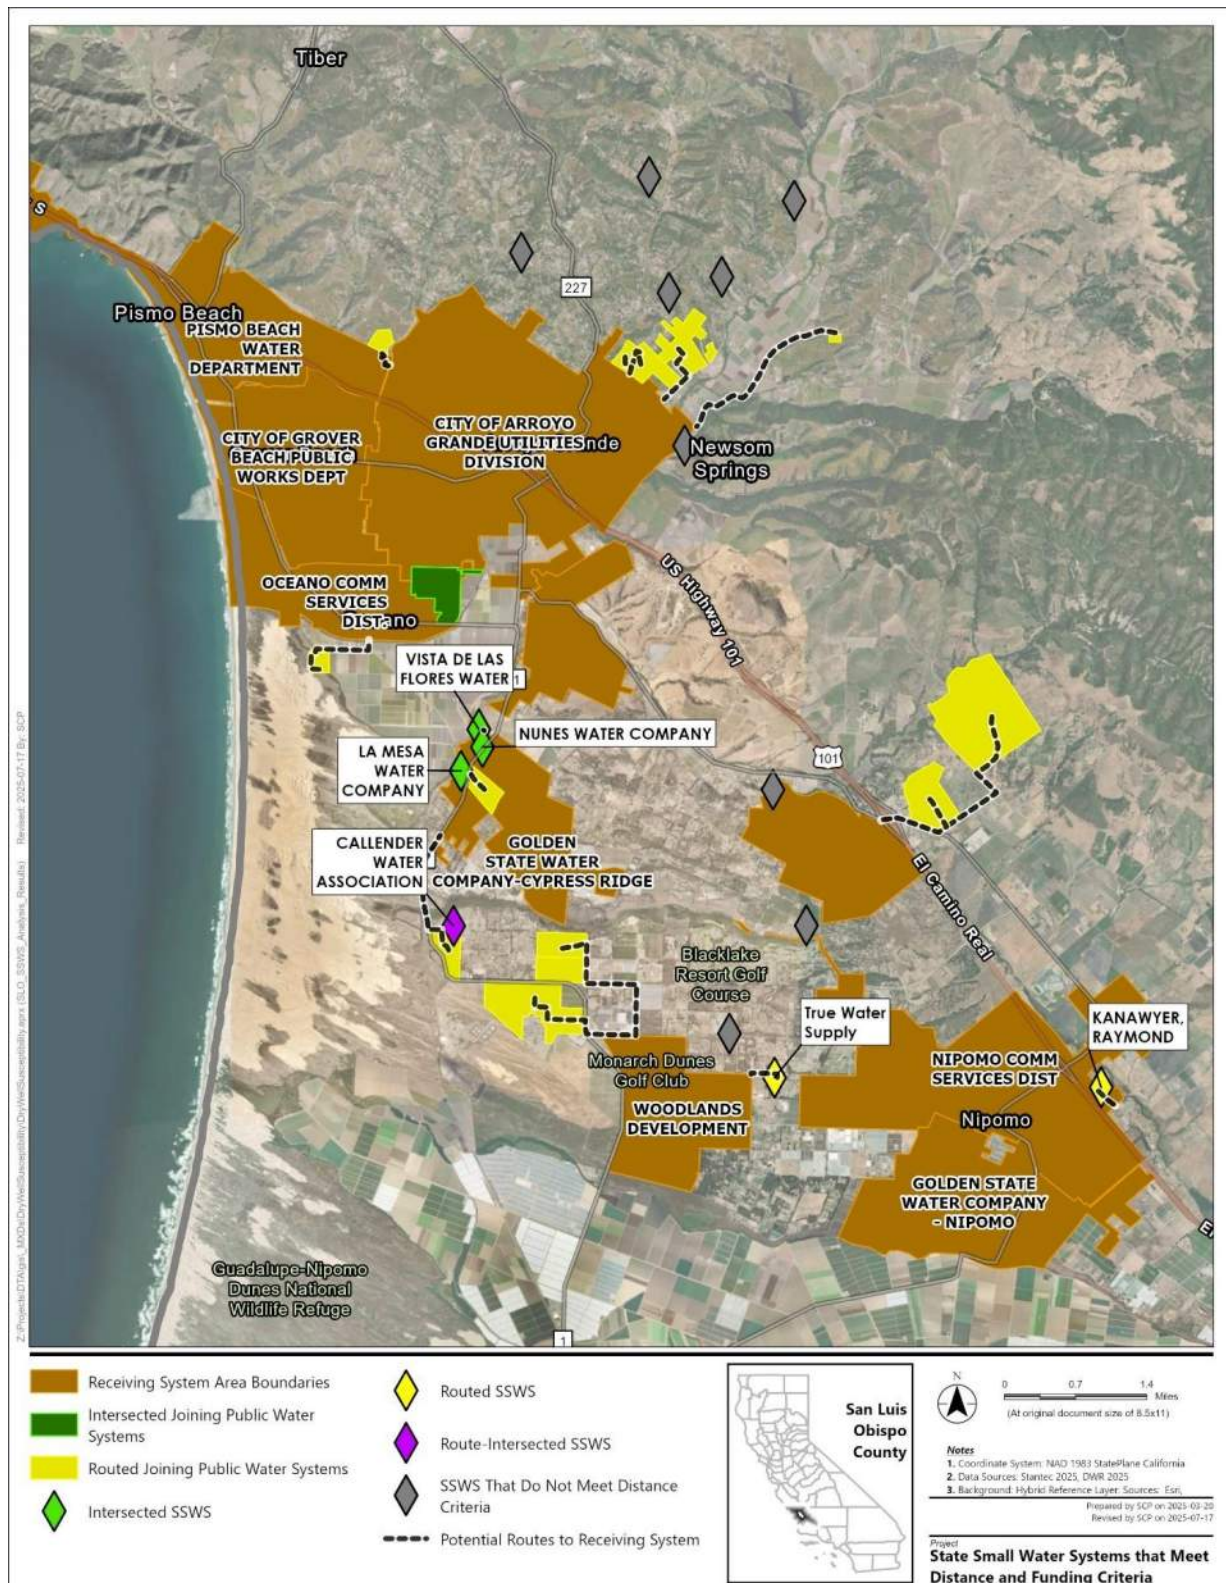 Tiber
227
Pismo Beach
PISMO BEACH
WATER
DEPARTMENT
CITY OF GROVER
BEACH PUBLIC
WORKS DEPT
CITY OF ARROYO
GRANDE UTILITIES
DIVISION
Newsom
Springs
OCEANO COMM
SERVICES
DIST.
US Highway 101
VISTA DE LAS
FLORES WATER
1
NUNES WATER COMPANY
LA MESA
WATER
COMPANY
101
CALLENDER
WATER
ASSOCIATION
GOLDEN
STATE WATER
COMPANY-CYPRESS RIDGE
El Camino Real
Blacklake
Resort Golf
Course
True Water
Supply
KANAWYER,
RAYMOND
Monarch Dunes
Golf Club
NIPOMO COMM
SERVICES DIST
WOODLANDS
DEVELOPMENT
Nipomo
GOLDEN STATE
WATER COMPANY
- NIPOMO
Guadalupe-Nipomo
Dunes National
Wildlife Refuge
1
Revised: 2025-07-17 By: SCP
Receiving System Area Boundaries
Intersected Joining Public Water
Systems
Routed Joining Public Water Systems
Intersected SSWS
Routed SSWS
Route-Intersected SSWS
SSWS That Do Not Meet Distance
Criteria
Potential Routes to Receiving System
San Luis
Obispo
County
N
0 0.7 1.4
Miles
(At original document size of 8.5x11)
Notes
1. Coordinate System: NAD 1983 StatePlane California
2. Data Sources: Stantec 2025, DWR 2025
3. Background: Hybrid Reference Layer: Sources: Esri,
Prepared by SCP on 2025-03-20
Revised by SCP on 2025-07-17
Project
State Small Water Systems that Meet
Distance and Funding Criteria